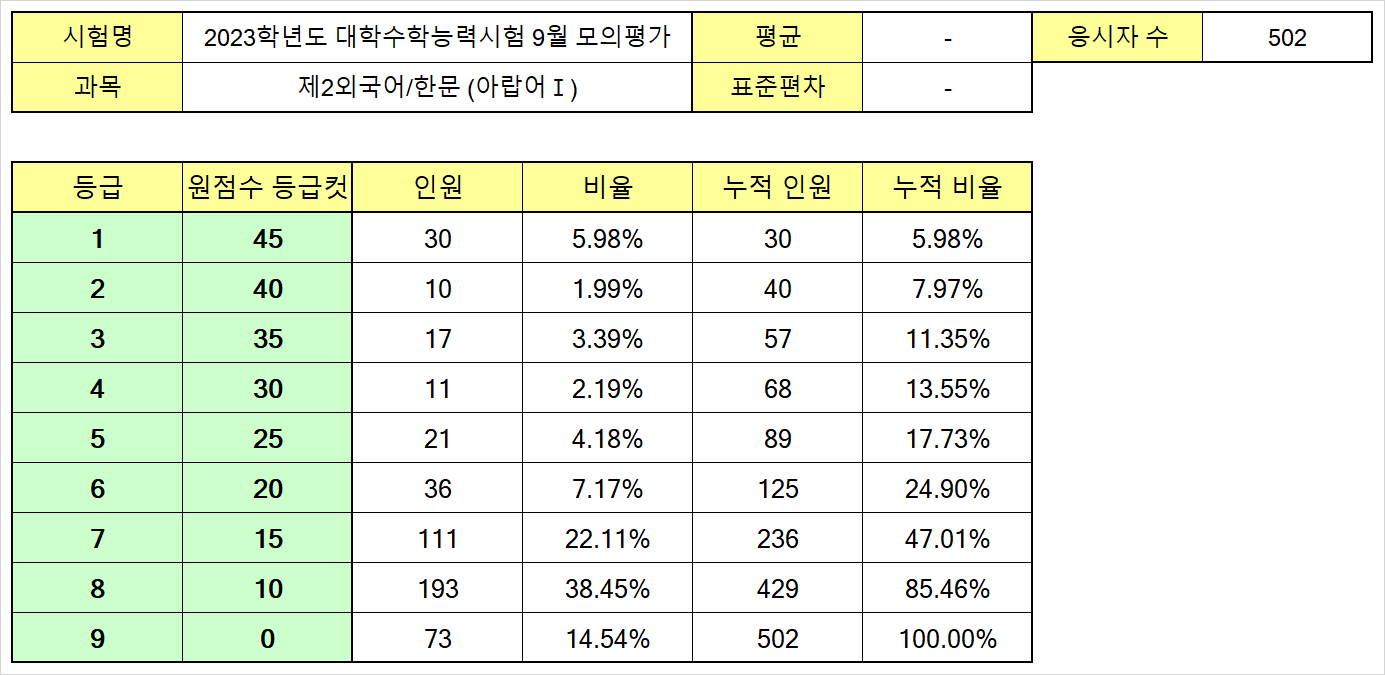 시험명 2023학년도 대학수학능력시험 9월 모의평가 평균 - 응시자 수 502
과목 제2외국어/한문 (아랍어Ⅰ) 표준편차 -
등급 원점수 등급컷 인원 비율 누적 인원 누적 비율
1 45 30 5.98% 30 5.98%
2 40 10 1.99% 40 7.97%
3 35 17 3.39% 57 11.35%
4 30 11 2.19% 68 13.55%
5 25 21 4.18% 89 17.73%
6 20 36 7.17% 125 24.90%
7 15 111 22.11% 236 47.01%
8 10 193 38.45% 429 85.46%
9 0 73 14.54% 502 100.00%